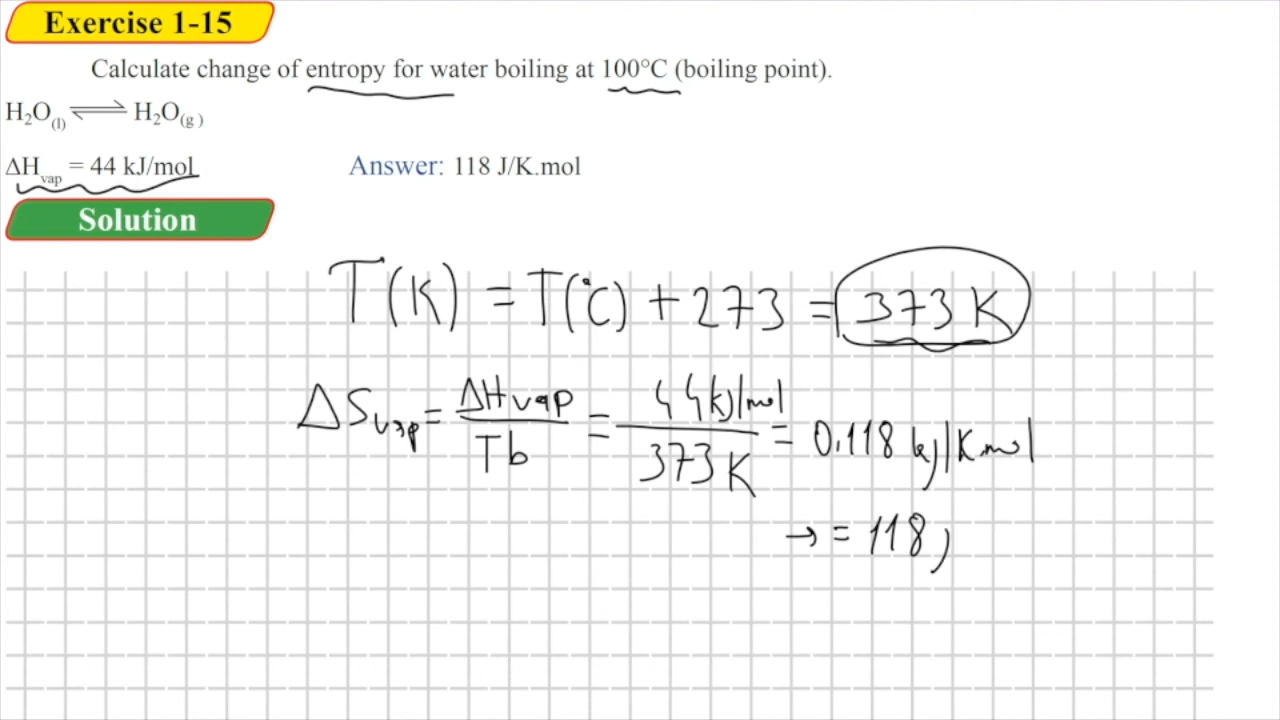 Exercise 1-15
Calculate change of entropy for water boiling at 100°C (boiling point).
H₂O(l) ⇌ H₂O(g)
ΔHvap = 44 kJ/mol Answer: 118 J/K.mol
Solution
T(K) = T(°C) + 273 = 373 K
ΔSvap = ΔHvap / Tb = 44 kJ/mol / 373 K = 0.118 kJ/K.mol
→ = 118 J